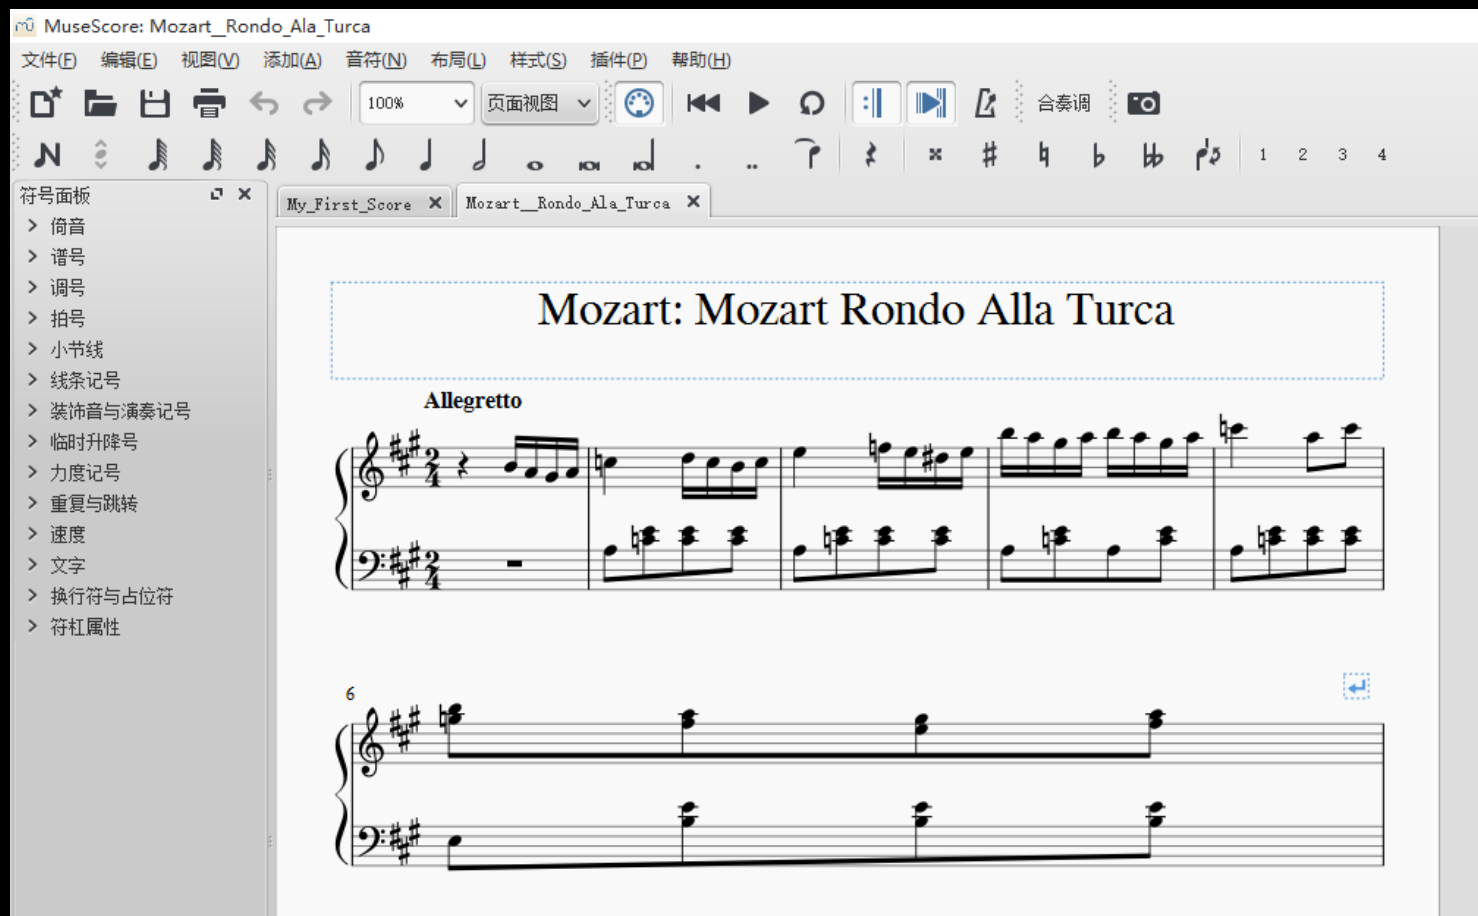 MuseScore: Mozart__Rondo_Ala_Turca
文件(F) 编辑(E) 视图(V) 添加(A) 音符(N) 布局(L) 样式(S) 插件(P) 帮助(H)
100% 页面视图 合奏调
1 2 3 4
符号面板
My_First_Score Mozart__Rondo_Ala_Turca
倚音
谱号
调号
拍号
小节线
线条记号
装饰音与演奏记号
临时升降号
力度记号
重复与跳转
速度
文字
换行符与占位符
符杠属性
Mozart: Mozart Rondo Alla Turca
Allegretto
2
4
2
4
6